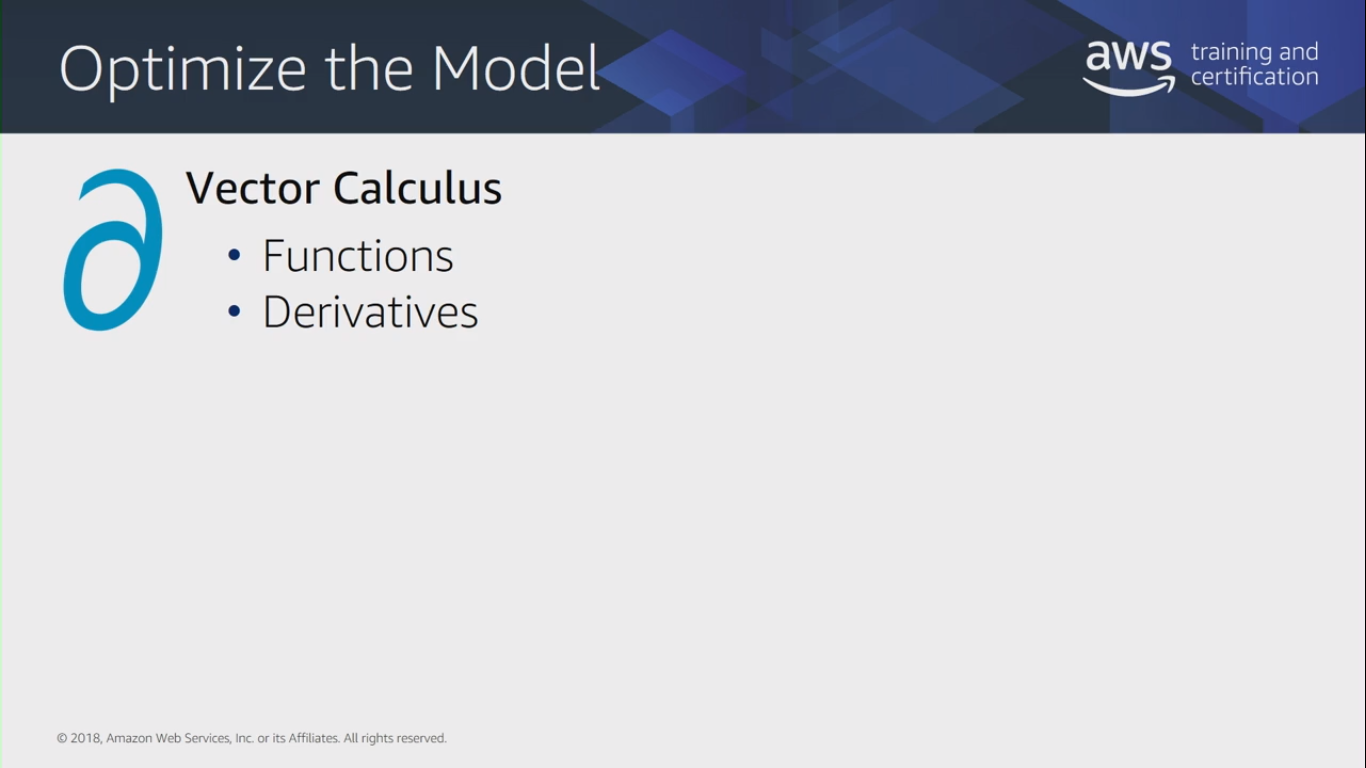 Optimize the Model
aws training and
certification
∂ Vector Calculus
• Functions
• Derivatives
© 2018, Amazon Web Services, Inc. or its Affiliates. All rights reserved.